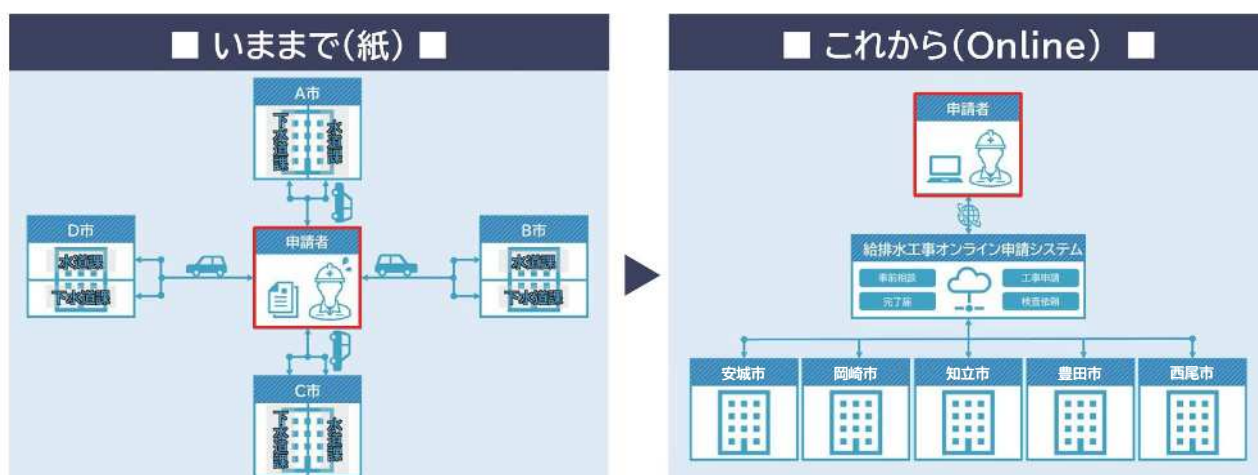 ■ いままで(紙) ■
A市
下水道課
水道課
D市
水道課
下水道課
申請者
B市
水道課
下水道課
C市
下水道課
水道課
■ これから(Online) ■
申請者
給排水工事オンライン申請システム
事前相談
工事申請
完了届
検査依頼
安城市
岡崎市
知立市
豊田市
西尾市